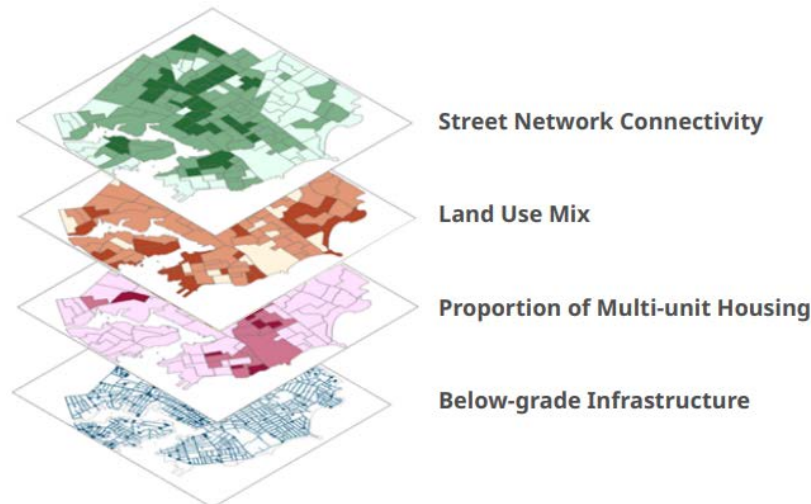 Street Network Connectivity
Land Use Mix
Proportion of Multi-unit Housing
Below-grade Infrastructure